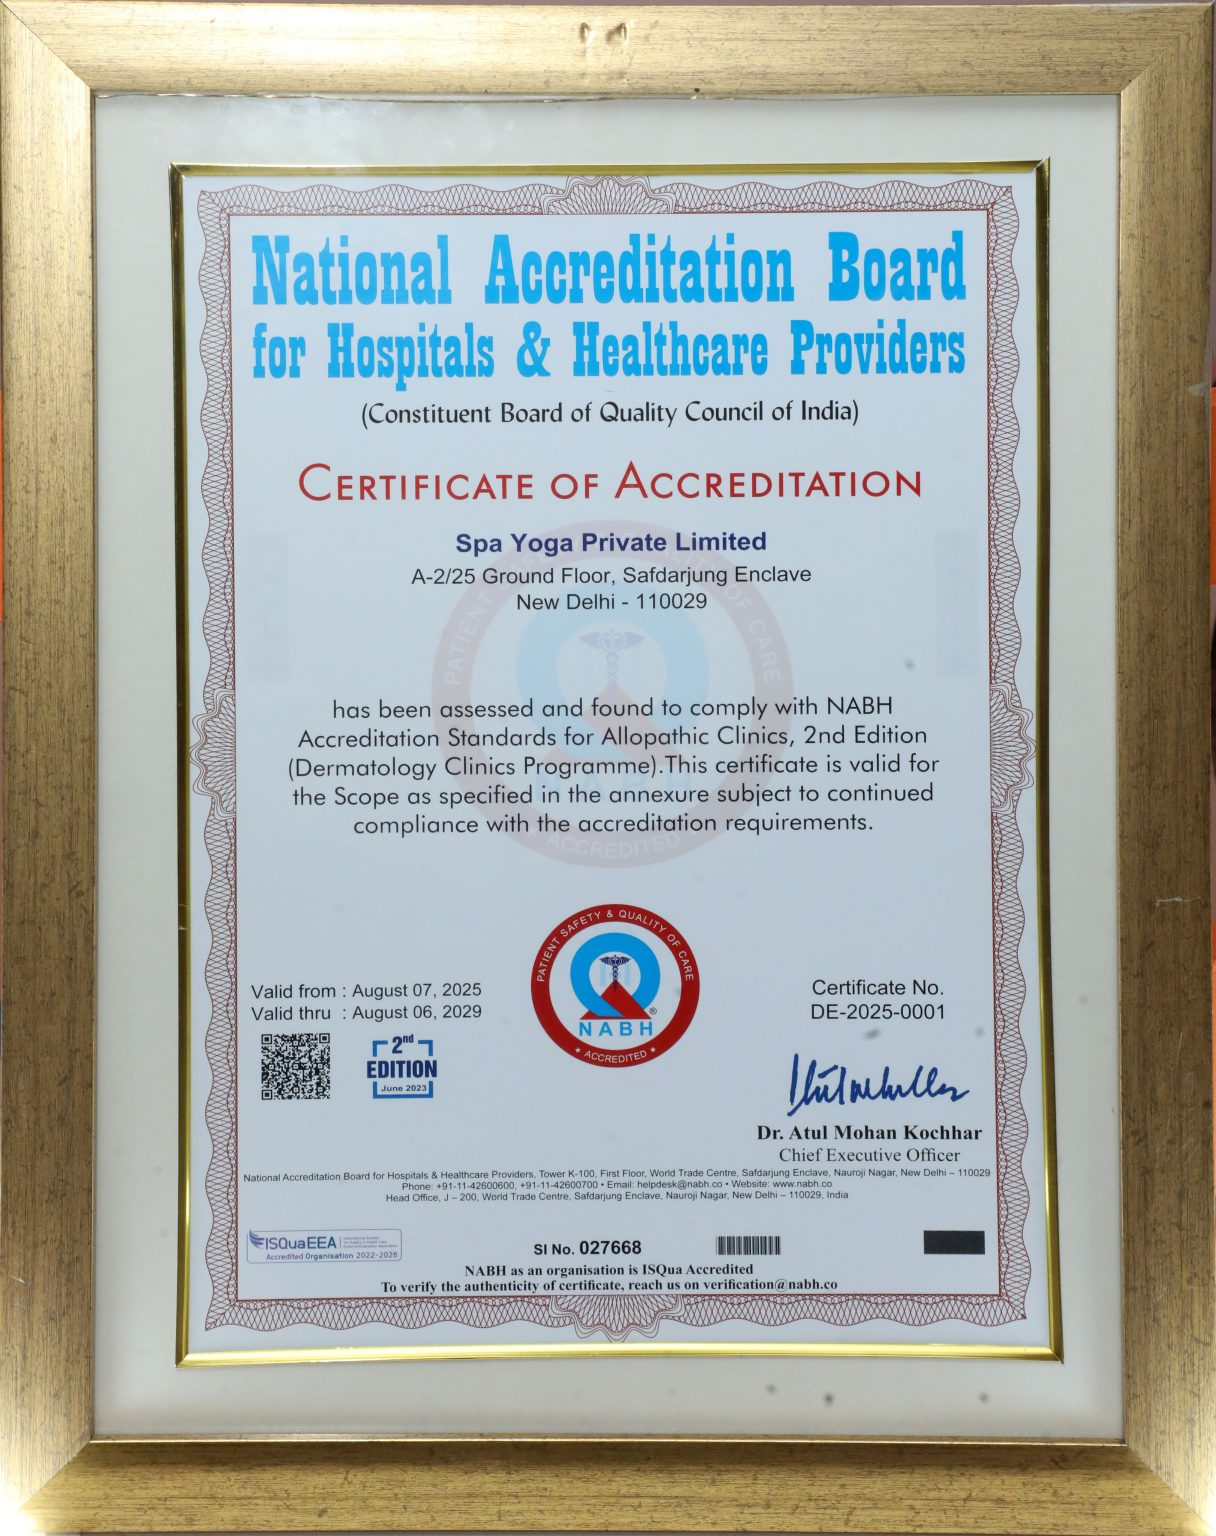 National Accreditation Board
for Hospitals & Healthcare Providers
(Constituent Board of Quality Council of India)
CERTIFICATE OF ACCREDITATION
Spa Yoga Private Limited
A-2/25 Ground Floor, Safdarjung Enclave
New Delhi - 110029
has been assessed and found to comply with NABH
Accreditation Standards for Allopathic Clinics, 2nd Edition
(Dermatology Clinics Programme).This certificate is valid for
the Scope as specified in the annexure subject to continued
compliance with the accreditation requirements.
PATIENT SAFETY & QUALITY OF CARE
NABH®
★ ACCREDITED ★
Valid from : August 07, 2025
Valid thru : August 06, 2029
2nd
EDITION
June 2023
Certificate No.
DE-2025-0001
Dr. Atul Mohan Kochhar
Chief Executive Officer
National Accreditation Board for Hospitals & Healthcare Providers, Tower K-100, First Floor, World Trade Centre, Safdarjung Enclave, Nauroji Nagar, New Delhi – 110029
Phone: +91-11-42600600, +91-11-42600700 • Email: helpdesk@nabh.co • Website: www.nabh.co
Head Office, J – 200, World Trade Centre, Safdarjung Enclave, Nauroji Nagar, New Delhi – 110029, India
ISQuaEEA
Accredited Organisation 2022-2026
SI No. 027668
NABH as an organisation is ISQua Accredited
To verify the authenticity of certificate, reach us on verification@nabh.co